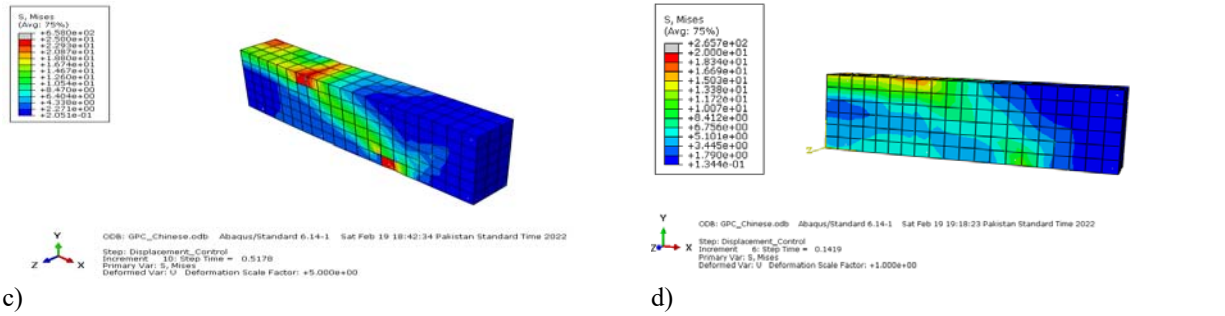 S, Mises
(Avg: 75%)
+6.580e+02
+2.500e+01
+2.293e+01
+2.087e+01
+1.880e+01
+1.674e+01
+1.467e+01
+1.260e+01
+1.054e+01
+8.470e+00
+6.404e+00
+4.338e+00
+2.271e+00
+2.051e-01
Y
Z
X
ODB: GPC_Chinese.odb Abaqus/Standard 6.14-1 Sat Feb 19 18:42:34 Pakistan Standard Time 2022
Step: Displacement_Control
Increment 10: Step Time = 0.5178
Primary Var: S, Mises
Deformed Var: U Deformation Scale Factor: +5.000e+00
c)
S, Mises
(Avg: 75%)
+2.657e+02
+2.000e+01
+1.834e+01
+1.669e+01
+1.503e+01
+1.338e+01
+1.172e+01
+1.007e+01
+8.412e+00
+6.756e+00
+5.101e+00
+3.445e+00
+1.790e+00
+1.344e-01
Y
Z
X
ODB: GPC_Chinese.odb Abaqus/Standard 6.14-1 Sat Feb 19 19:18:23 Pakistan Standard Time 2022
Step: Displacement_Control
Increment 6: Step Time = 0.1419
Primary Var: S, Mises
Deformed Var: U Deformation Scale Factor: +1.000e+00
d)